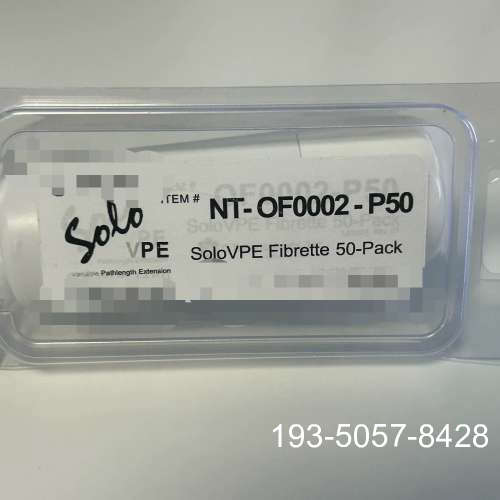 ITEM # NT- OF0002 - P50
Solo
VPE
SoloVPE Fibrette 50-Pack
Variable Pathlength Extension
193-5057-8428